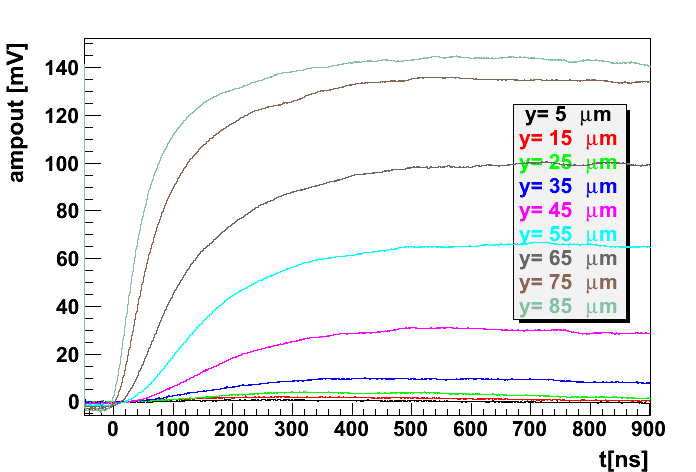 ampout [mV]
140
120
100
80
60
40
20
0
y= 5 μm
y= 15 μm
y= 25 μm
y= 35 μm
y= 45 μm
y= 55 μm
y= 65 μm
y= 75 μm
y= 85 μm
0 100 200 300 400 500 600 700 800 900
t[ns]